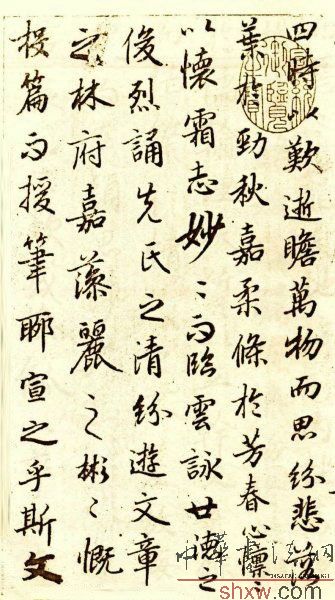 四時以歎逝瞻萬物而思紛悲落
葉於勁秋嘉柔條於芳春心懍〻
以懷霜志妙〻而臨雲詠世德之
俊烈誦先民之清紛遊文章
之林府嘉藻麗之彬〻慨
投篇而援筆聊宣之乎斯文
中華書法網
shxw.com